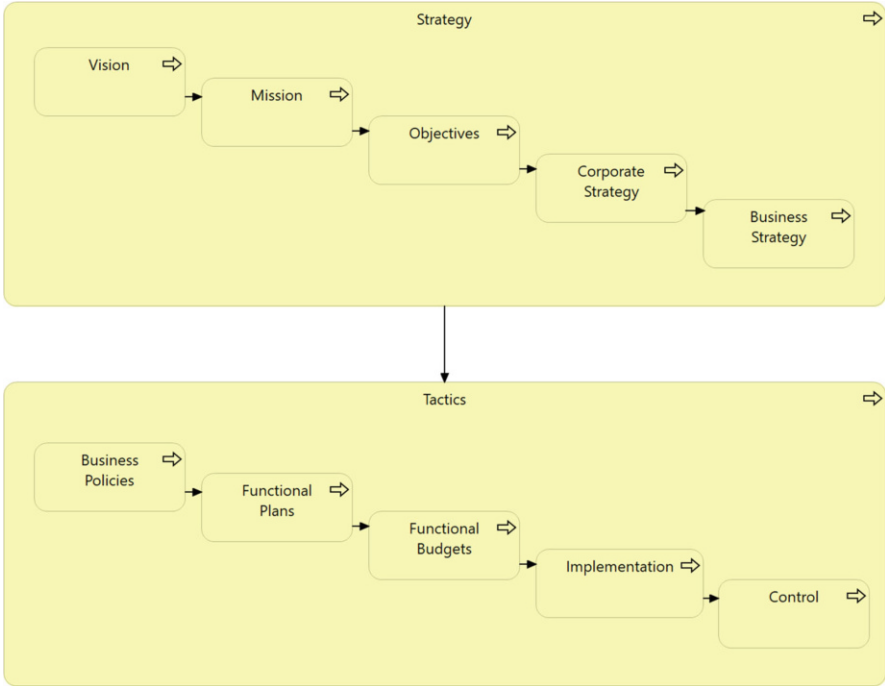 Strategy
Vision
Mission
Objectives
Corporate
Strategy
Business
Strategy
Tactics
Business
Policies
Functional
Plans
Functional
Budgets
Implementation
Control